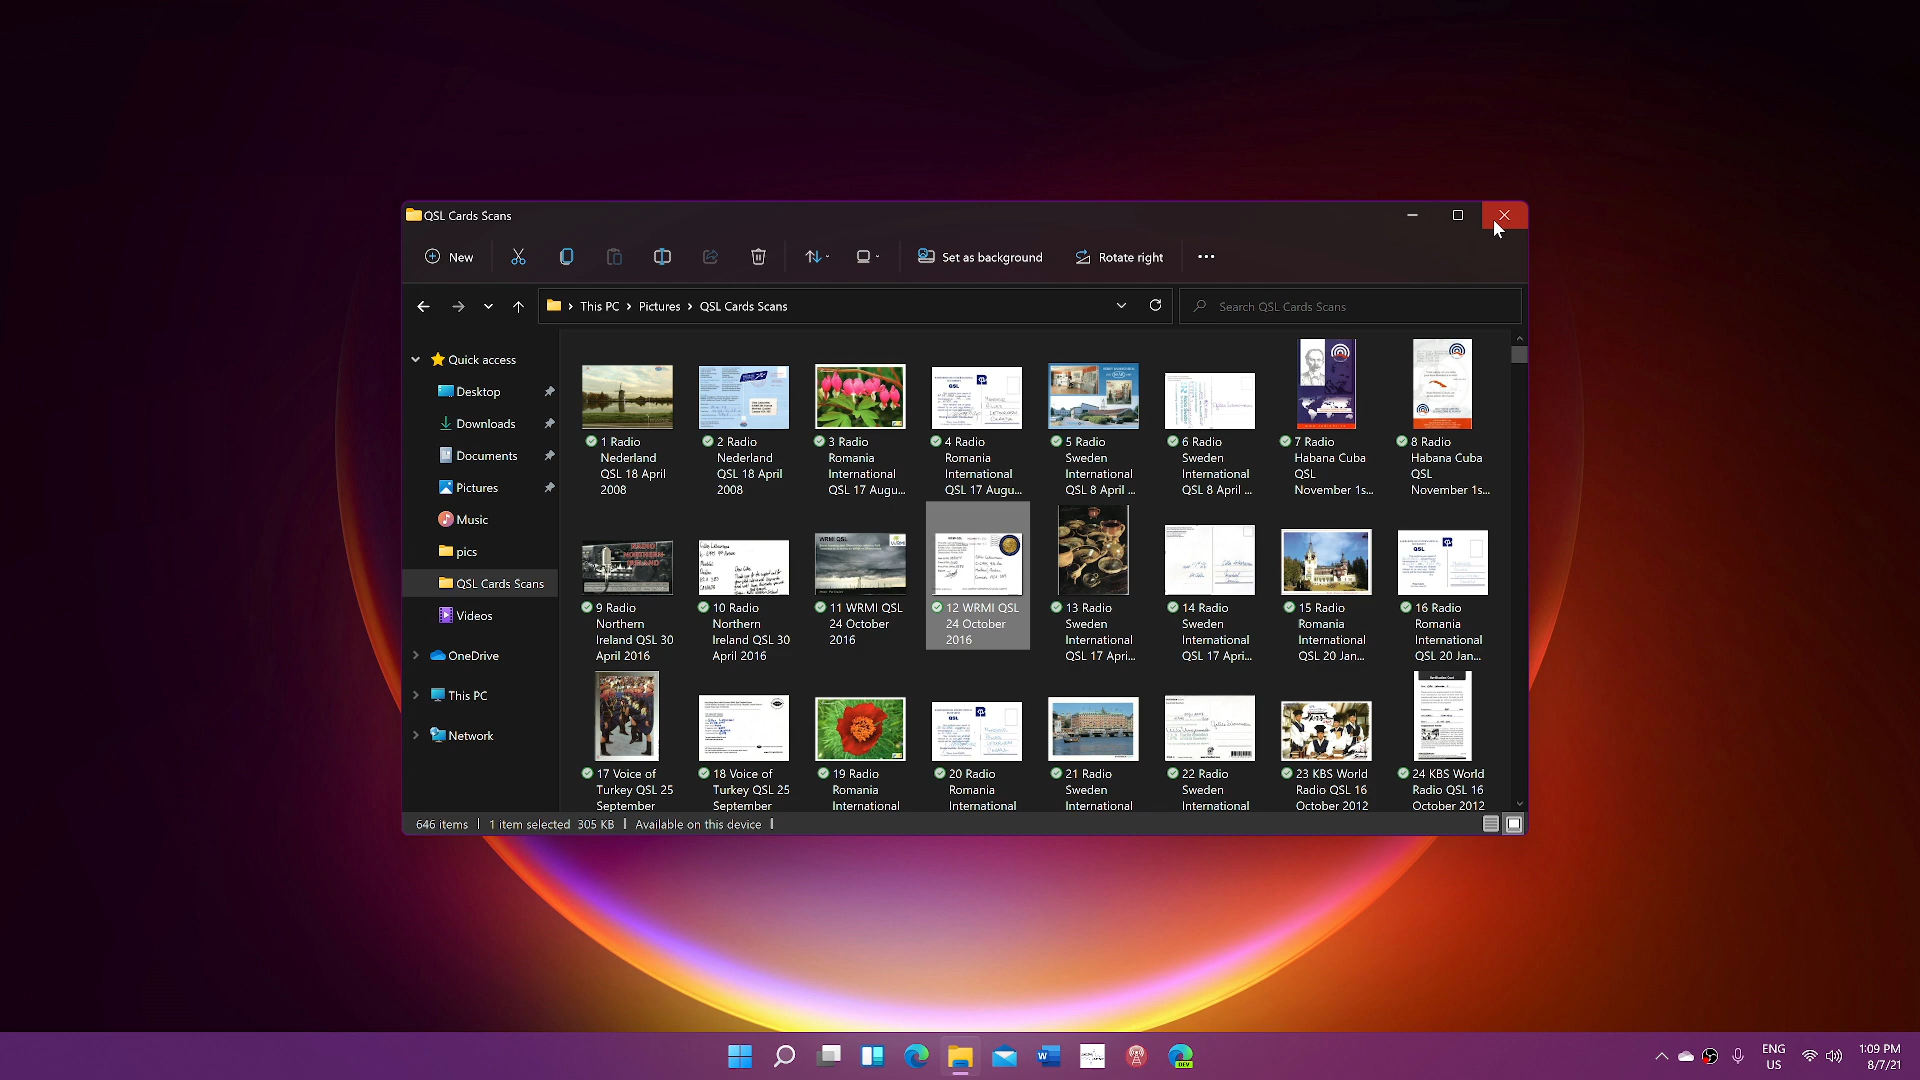 QSL Cards Scans
New
Set as background
Rotate right
This PC
Pictures
QSL Cards Scans
Search QSL Cards Scans
Quick access
Desktop
Downloads
Documents
Pictures
Music
pics
QSL Cards Scans
Videos
OneDrive
This PC
Network
1 Radio
Nederland
QSL 18 April
2008
2 Radio
Nederland
QSL 18 April
2008
3 Radio
Romania
International
QSL 17 Augu...
4 Radio
Romania
International
QSL 17 Augu...
5 Radio
Sweden
International
QSL 8 April ...
6 Radio
Sweden
International
QSL 8 April ...
7 Radio
Habana Cuba
QSL
November 1s...
8 Radio
Habana Cuba
QSL
November 1s...
9 Radio
Northern
Ireland QSL 30
April 2016
10 Radio
Northern
Ireland QSL 30
April 2016
WRMI QSL
11 WRMI QSL
24 October
2016
12 WRMI QSL
24 October
2016
13 Radio
Sweden
International
QSL 17 Apri...
14 Radio
Sweden
International
QSL 17 Apri...
15 Radio
Romania
International
QSL 20 Jan...
16 Radio
Romania
International
QSL 20 Jan...
17 Voice of
Turkey QSL 25
September
18 Voice of
Turkey QSL 25
September
19 Radio
Romania
International
20 Radio
Romania
International
21 Radio
Sweden
International
22 Radio
Sweden
International
23 KBS World
Radio QSL 16
October 2012
24 KBS World
Radio QSL 16
October 2012
646 items
1 item selected 305 KB
Available on this device
DEV
ENG
US
1:09 PM
8/7/21